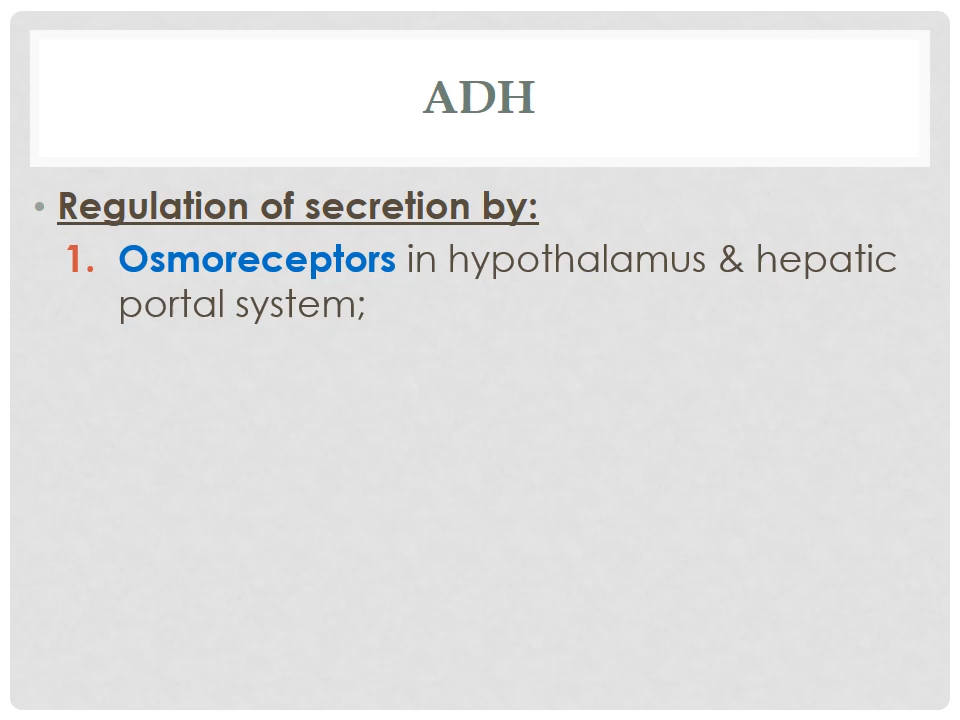 ADH
• Regulation of secretion by:
1. Osmoreceptors in hypothalamus & hepatic
portal system;